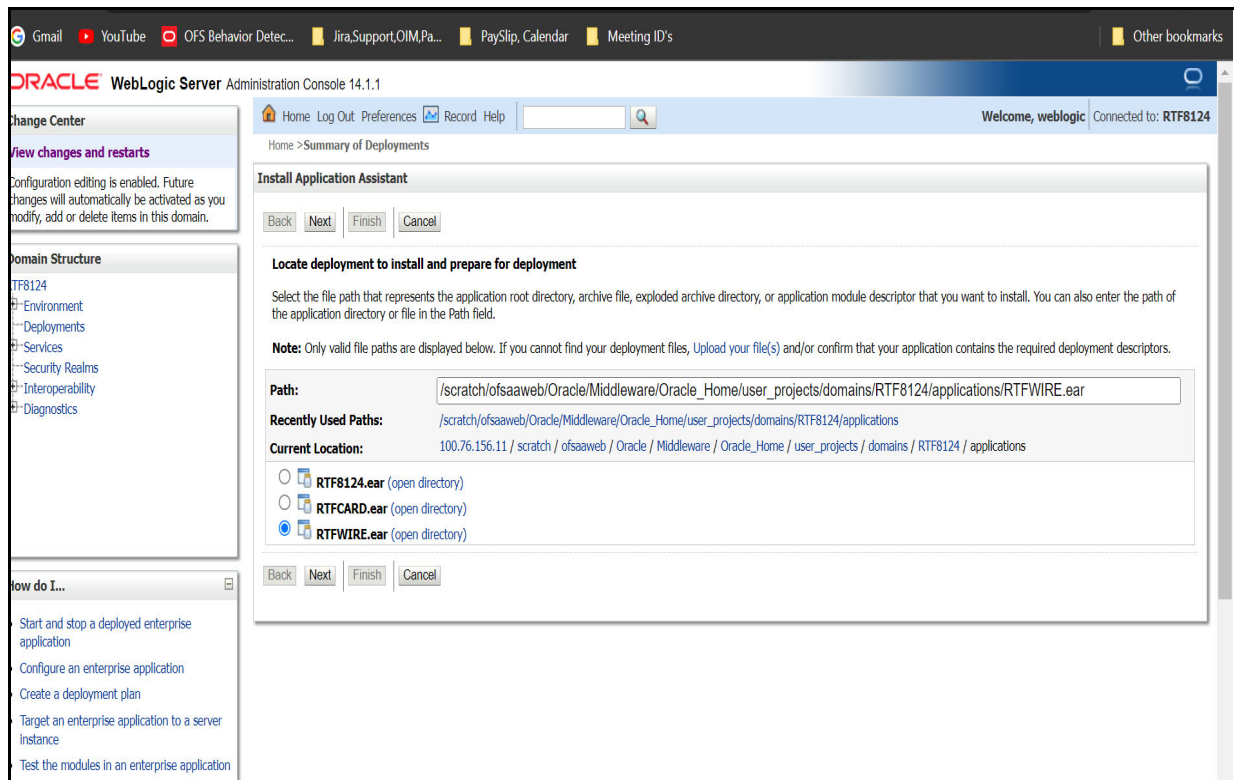 Gmail YouTube OFS Behavior Detec... Jira,Support,OIM,Pa... PaySlip, Calendar Meeting ID's Other bookmarks
ORACLE WebLogic Server Administration Console 14.1.1
Change Center
View changes and restarts
Configuration editing is enabled. Future
changes will automatically be activated as you
modify, add or delete items in this domain.
Domain Structure
TF8124
Environment
Deployments
Services
Security Realms
Interoperability
Diagnostics
How do I...
Start and stop a deployed enterprise
application
Configure an enterprise application
Create a deployment plan
Target an enterprise application to a server
instance
Test the modules in an enterprise application
Home Log Out Preferences Record Help
Welcome, weblogic Connected to: RTF8124
Home >Summary of Deployments
Install Application Assistant
Back Next Finish Cancel
Locate deployment to install and prepare for deployment
Select the file path that represents the application root directory, archive file, exploded archive directory, or application module descriptor that you want to install. You can also enter the path of
the application directory or file in the Path field.
Note: Only valid file paths are displayed below. If you cannot find your deployment files, Upload your file(s) and/or confirm that your application contains the required deployment descriptors.
Path: /scratch/ofsaaweb/Oracle/Middleware/Oracle_Home/user_projects/domains/RTF8124/applications/RTFWIRE.ear
Recently Used Paths: /scratch/ofsaaweb/Oracle/Middleware/Oracle_Home/user_projects/domains/RTF8124/applications
Current Location: 100.76.156.11 / scratch / ofsaaweb / Oracle / Middleware / Oracle_Home / user_projects / domains / RTF8124 / applications
RTF8124.ear (open directory)
RTFCARD.ear (open directory)
RTFWIRE.ear (open directory)
Back Next Finish Cancel